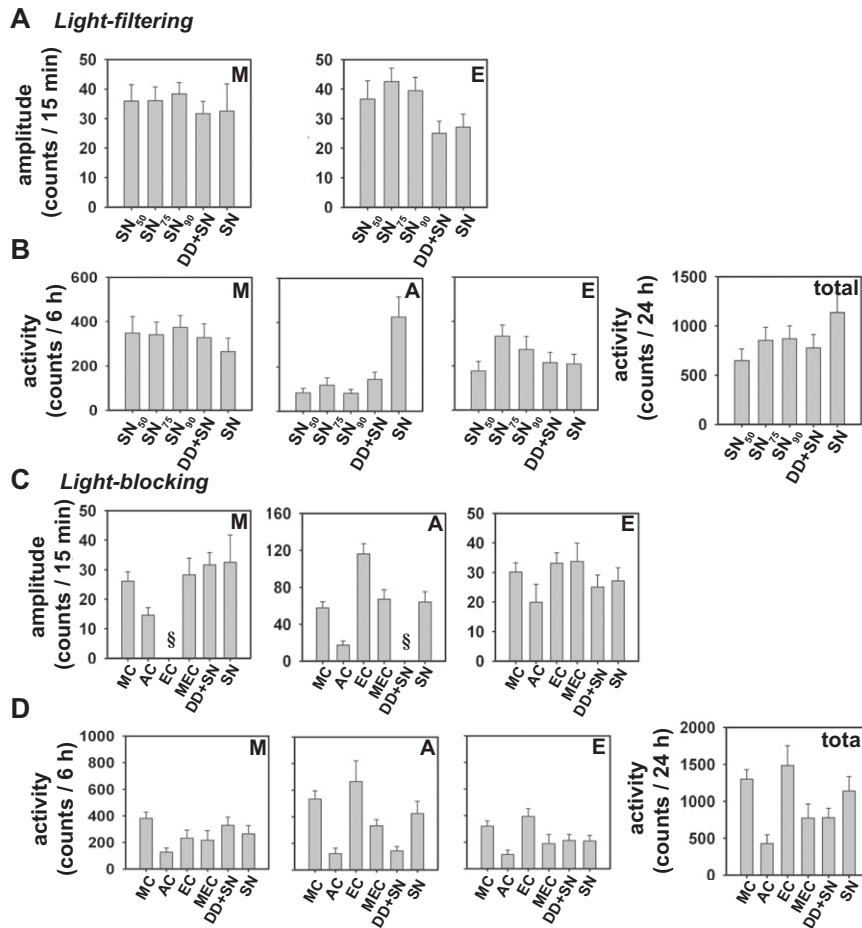 A Light-filtering
amplitude
(counts / 15 min)
50
40
30
20
10
0
M
SN50
SN75
SN90
DD+SN
SN
50
40
30
20
10
0
E
SN50
SN75
SN90
DD+SN
SN
B
activity
(counts / 6 h)
600
400
200
0
M
SN50
SN75
SN90
DD+SN
SN
A
SN50
SN75
SN90
DD+SN
SN
E
SN50
SN75
SN90
DD+SN
SN
activity
(counts / 24 h)
1500
1000
500
0
total
SN50
SN75
SN90
DD+SN
SN
C Light-blocking
amplitude
(counts / 15 min)
50
40
30
20
10
0
M
§
MC
AC
EC
MEC
DD+SN
SN
160
120
80
40
0
A
§
MC
AC
EC
MEC
DD+SN
SN
50
40
30
20
10
0
E
MC
AC
EC
MEC
DD+SN
SN
D
activity
(counts / 6 h)
1000
800
600
400
200
0
M
MC
AC
EC
MEC
DD+SN
SN
A
MC
AC
EC
MEC
DD+SN
SN
E
MC
AC
EC
MEC
DD+SN
SN
activity
(counts / 24 h)
2000
1500
1000
500
0
total
MC
AC
EC
MEC
DD+SN
SN